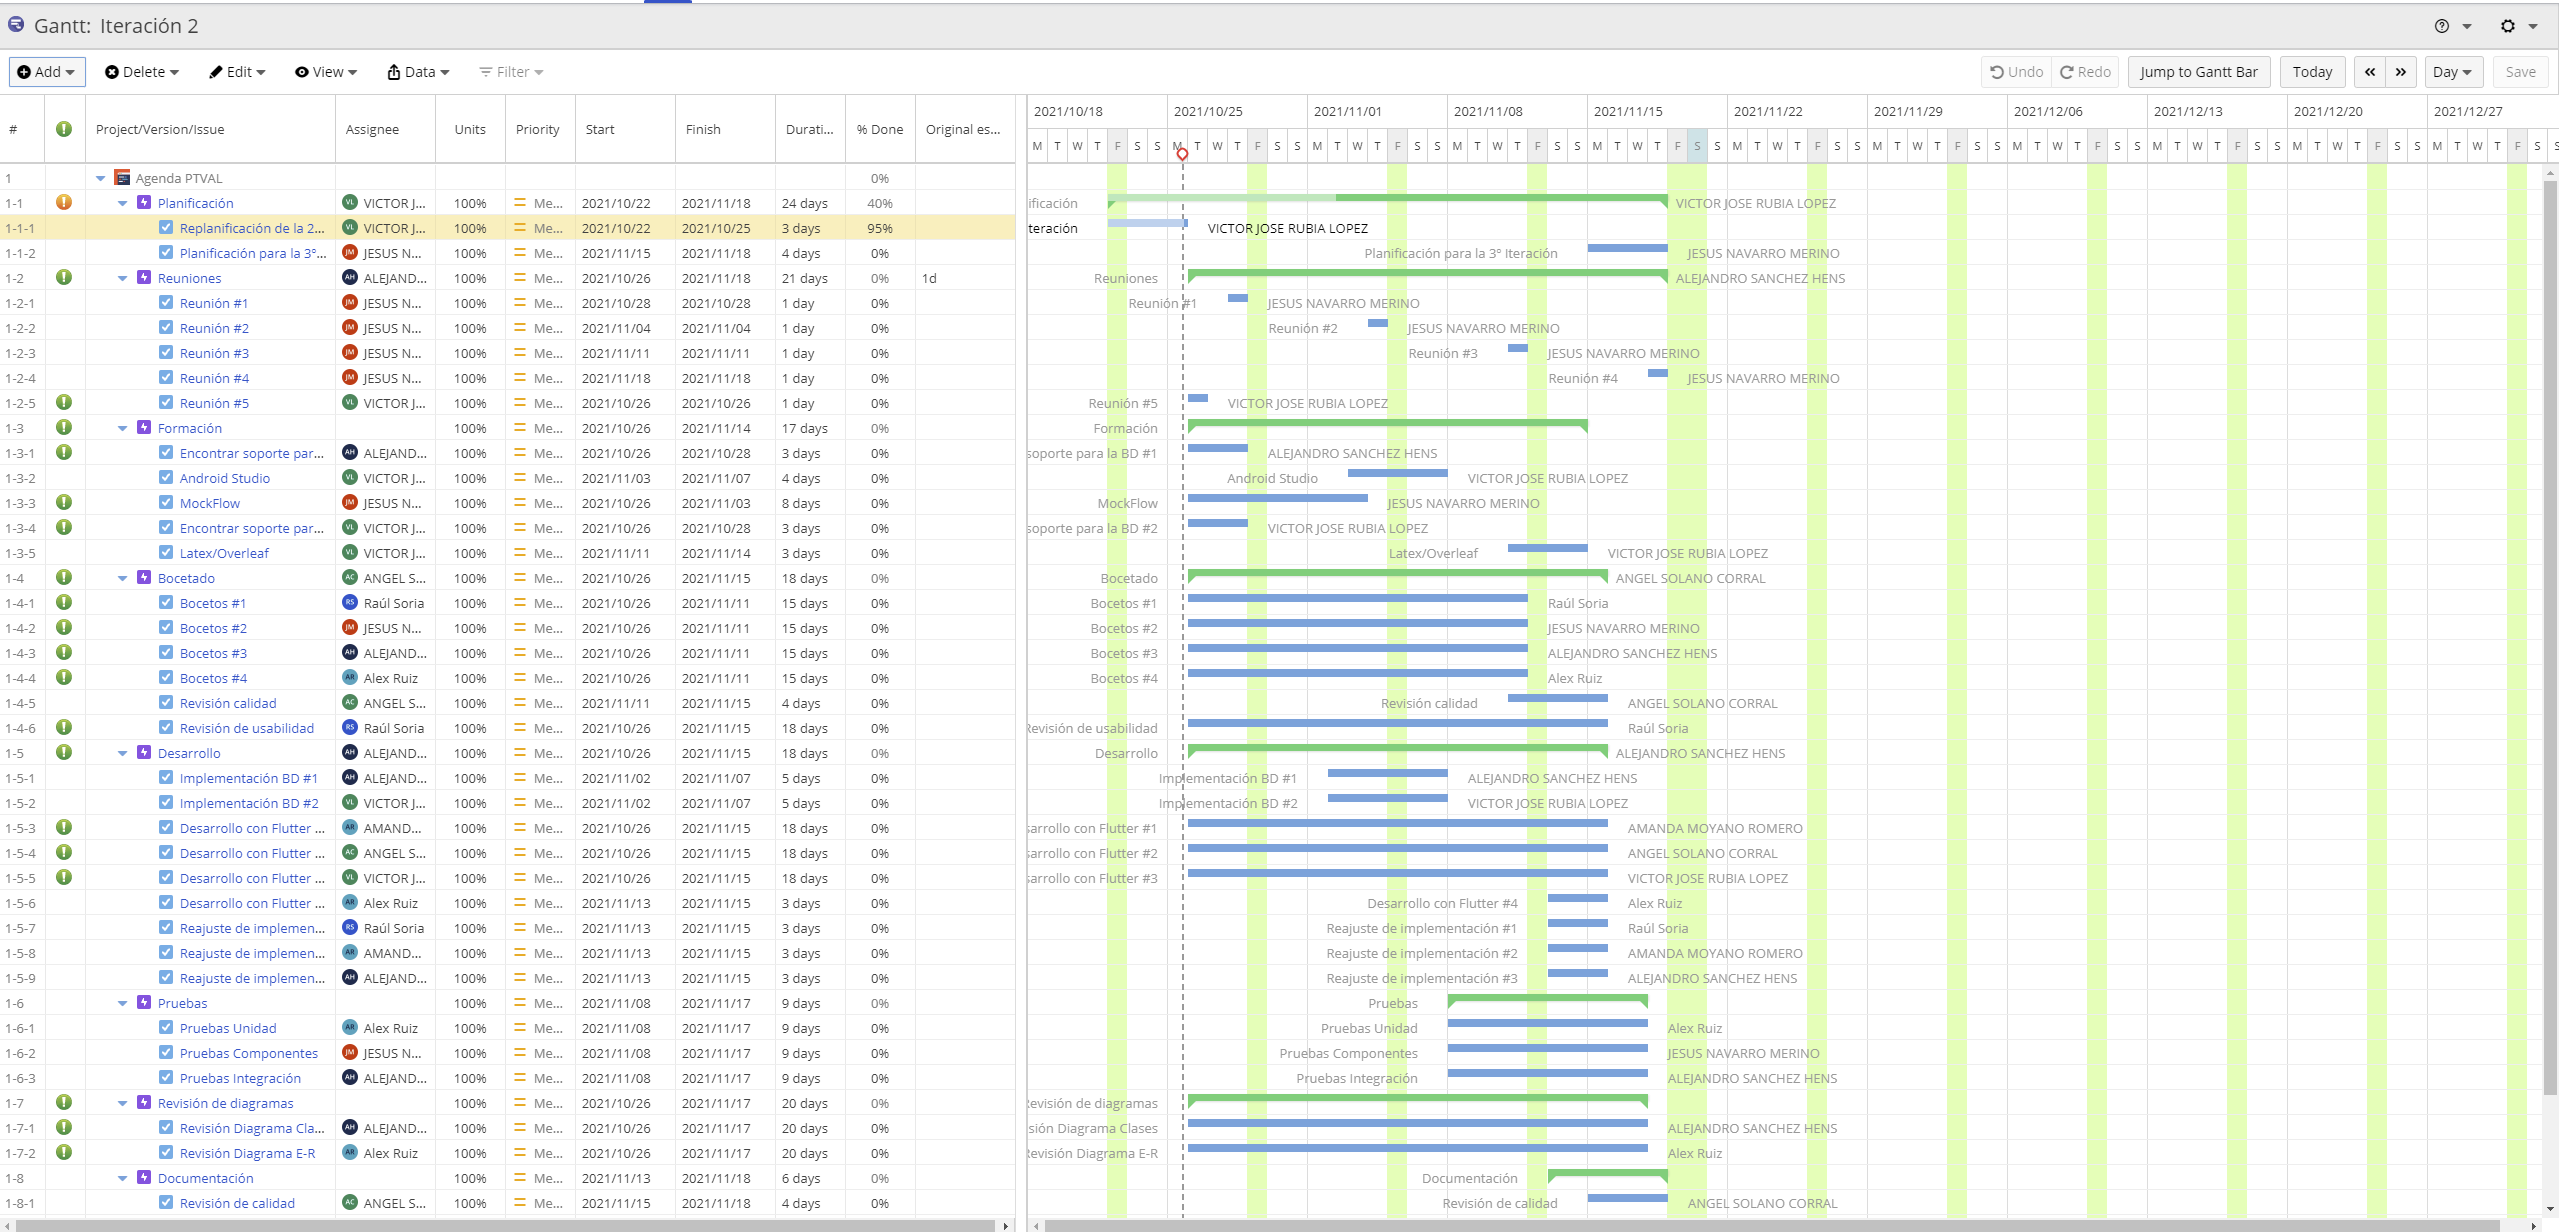 Gantt: Iteración 2
Add Delete Edit View Data Filter Undo Redo Jump to Gantt Bar Today Day Save
# Project/Version/Issue Assignee Units Priority Start Finish Durati... % Done Original es... 2021/10/18 2021/10/25 2021/11/01 2021/11/08 2021/11/15 2021/11/22 2021/11/29 2021/12/06 2021/12/13 2021/12/20 2021/12/27
M T W T F S S M T W T F S S M T W T F S S M T W T F S S M T W T F S S M T W T F S S M T W T F S S M T W T F S S M T W T F S S M T W T F S S M T W T F S S
1 Agenda PTVAL 0%
1-1 Planificación VL VICTOR J... 100% Me... 2021/10/22 2021/11/18 24 days 40% ificación VICTOR JOSE RUBIA LOPEZ
1-1-1 Replanificación de la 2... VL VICTOR J... 100% Me... 2021/10/22 2021/10/25 3 days 95% teración VICTOR JOSE RUBIA LOPEZ
1-1-2 Planificación para la 3º... JM JESUS N... 100% Me... 2021/11/15 2021/11/18 4 days 0% Planificación para la 3º Iteración JESUS NAVARRO MERINO
1-2 Reuniones AH ALEJAND... 100% Me... 2021/10/26 2021/11/18 21 days 0% 1d Reuniones ALEJANDRO SANCHEZ HENS
1-2-1 Reunión #1 JM JESUS N... 100% Me... 2021/10/28 2021/10/28 1 day 0% Reunión #1 JESUS NAVARRO MERINO
1-2-2 Reunión #2 JM JESUS N... 100% Me... 2021/11/04 2021/11/04 1 day 0% Reunión #2 JESUS NAVARRO MERINO
1-2-3 Reunión #3 JM JESUS N... 100% Me... 2021/11/11 2021/11/11 1 day 0% Reunión #3 JESUS NAVARRO MERINO
1-2-4 Reunión #4 JM JESUS N... 100% Me... 2021/11/18 2021/11/18 1 day 0% Reunión #4 JESUS NAVARRO MERINO
1-2-5 Reunión #5 VL VICTOR J... 100% Me... 2021/10/26 2021/10/26 1 day 0% Reunión #5 VICTOR JOSE RUBIA LOPEZ
1-3 Formación 100% Me... 2021/10/26 2021/11/14 17 days 0% Formación
1-3-1 Encontrar soporte par... AH ALEJAND... 100% Me... 2021/10/26 2021/10/28 3 days 0% soporte para la BD #1 ALEJANDRO SANCHEZ HENS
1-3-2 Android Studio VL VICTOR J... 100% Me... 2021/11/03 2021/11/07 4 days 0% Android Studio VICTOR JOSE RUBIA LOPEZ
1-3-3 MockFlow JM JESUS N... 100% Me... 2021/10/26 2021/11/03 8 days 0% MockFlow JESUS NAVARRO MERINO
1-3-4 Encontrar soporte par... VL VICTOR J... 100% Me... 2021/10/26 2021/10/28 3 days 0% soporte para la BD #2 VICTOR JOSE RUBIA LOPEZ
1-3-5 Latex/Overleaf VL VICTOR J... 100% Me... 2021/11/11 2021/11/14 3 days 0% Latex/Overleaf VICTOR JOSE RUBIA LOPEZ
1-4 Bocetado AC ANGEL S... 100% Me... 2021/10/26 2021/11/15 18 days 0% Bocetado ANGEL SOLANO CORRAL
1-4-1 Bocetos #1 RS Raúl Soria 100% Me... 2021/10/26 2021/11/11 15 days 0% Bocetos #1 Raúl Soria
1-4-2 Bocetos #2 JM JESUS N... 100% Me... 2021/10/26 2021/11/11 15 days 0% Bocetos #2 JESUS NAVARRO MERINO
1-4-3 Bocetos #3 AH ALEJAND... 100% Me... 2021/10/26 2021/11/11 15 days 0% Bocetos #3 ALEJANDRO SANCHEZ HENS
1-4-4 Bocetos #4 AR Alex Ruiz 100% Me... 2021/10/26 2021/11/11 15 days 0% Bocetos #4 Alex Ruiz
1-4-5 Revisión calidad AC ANGEL S... 100% Me... 2021/11/11 2021/11/15 4 days 0% Revisión calidad ANGEL SOLANO CORRAL
1-4-6 Revisión de usabilidad RS Raúl Soria 100% Me... 2021/10/26 2021/11/15 18 days 0% Revisión de usabilidad Raúl Soria
1-5 Desarrollo AH ALEJAND... 100% Me... 2021/10/26 2021/11/15 18 days 0% Desarrollo ALEJANDRO SANCHEZ HENS
1-5-1 Implementación BD #1 AH ALEJAND... 100% Me... 2021/11/02 2021/11/07 5 days 0% Implementación BD #1 ALEJANDRO SANCHEZ HENS
1-5-2 Implementación BD #2 VL VICTOR J... 100% Me... 2021/11/02 2021/11/07 5 days 0% Implementación BD #2 VICTOR JOSE RUBIA LOPEZ
1-5-3 Desarrollo con Flutter ... AR AMAND... 100% Me... 2021/10/26 2021/11/15 18 days 0% sarrollo con Flutter #1 AMANDA MOYANO ROMERO
1-5-4 Desarrollo con Flutter ... AC ANGEL S... 100% Me... 2021/10/26 2021/11/15 18 days 0% sarrollo con Flutter #2 ANGEL SOLANO CORRAL
1-5-5 Desarrollo con Flutter ... VL VICTOR J... 100% Me... 2021/10/26 2021/11/15 18 days 0% sarrollo con Flutter #3 VICTOR JOSE RUBIA LOPEZ
1-5-6 Desarrollo con Flutter ... AR Alex Ruiz 100% Me... 2021/11/13 2021/11/15 3 days 0% Desarrollo con Flutter #4 Alex Ruiz
1-5-7 Reajuste de implemen... RS Raúl Soria 100% Me... 2021/11/13 2021/11/15 3 days 0% Reajuste de implementación #1 Raúl Soria
1-5-8 Reajuste de implemen... AR AMAND... 100% Me... 2021/11/13 2021/11/15 3 days 0% Reajuste de implementación #2 AMANDA MOYANO ROMERO
1-5-9 Reajuste de implemen... AH ALEJAND... 100% Me... 2021/11/13 2021/11/15 3 days 0% Reajuste de implementación #3 ALEJANDRO SANCHEZ HENS
1-6 Pruebas 100% Me... 2021/11/08 2021/11/17 9 days 0% Pruebas
1-6-1 Pruebas Unidad AR Alex Ruiz 100% Me... 2021/11/08 2021/11/17 9 days 0% Pruebas Unidad Alex Ruiz
1-6-2 Pruebas Componentes JM JESUS N... 100% Me... 2021/11/08 2021/11/17 9 days 0% Pruebas Componentes JESUS NAVARRO MERINO
1-6-3 Pruebas Integración AH ALEJAND... 100% Me... 2021/11/08 2021/11/17 9 days 0% Pruebas Integración ALEJANDRO SANCHEZ HENS
1-7 Revisión de diagramas 100% Me... 2021/10/26 2021/11/17 20 days 0% Revisión de diagramas
1-7-1 Revisión Diagrama Cla... AH ALEJAND... 100% Me... 2021/10/26 2021/11/17 20 days 0% sión Diagrama Clases ALEJANDRO SANCHEZ HENS
1-7-2 Revisión Diagrama E-R AR Alex Ruiz 100% Me... 2021/10/26 2021/11/17 20 days 0% Revisión Diagrama E-R Alex Ruiz
1-8 Documentación 100% Me... 2021/11/13 2021/11/18 6 days 0% Documentación
1-8-1 Revisión de calidad AC ANGEL S... 100% Me... 2021/11/15 2021/11/18 4 days 0% Revisión de calidad ANGEL SOLANO CORRAL